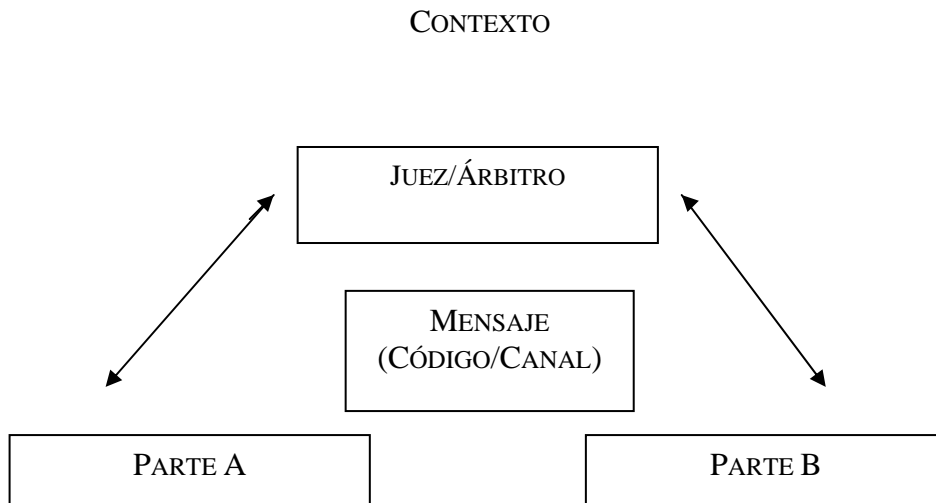 CONTEXTO
JUEZ/ÁRBITRO
MENSAJE
(CÓDIGO/CANAL)
PARTE A
PARTE B